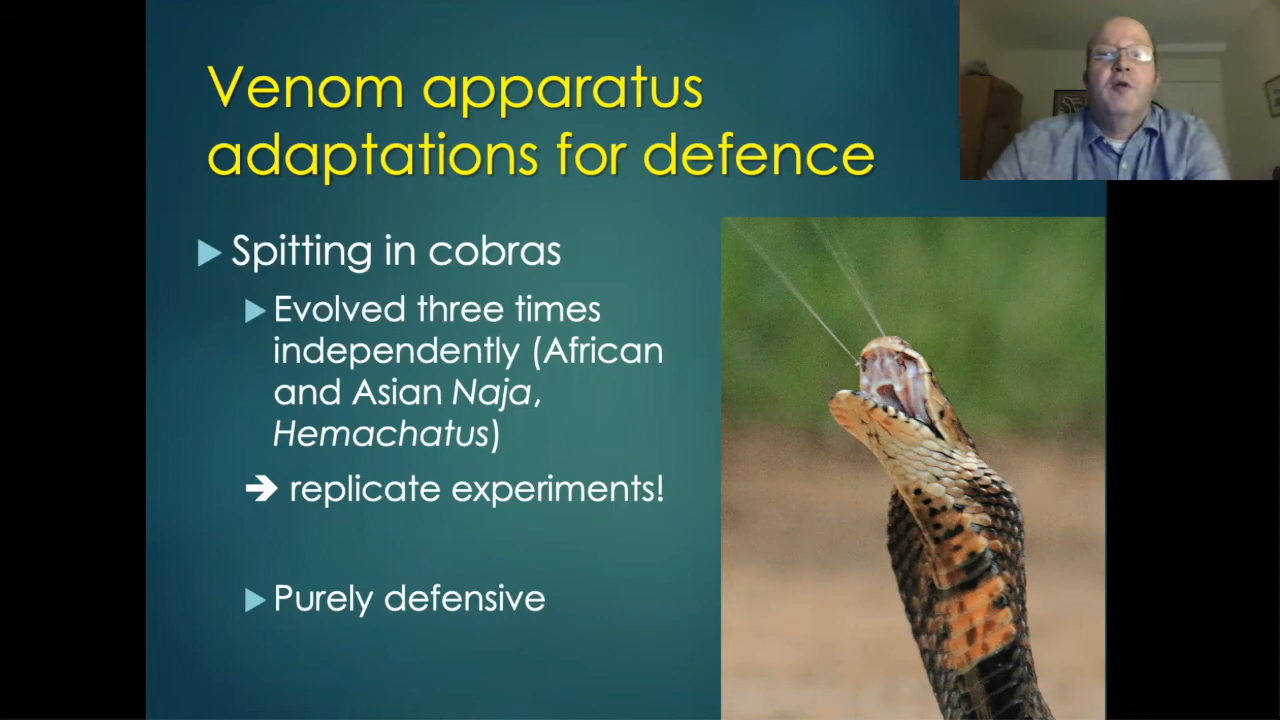 Venom apparatus
adaptations for defence
Spitting in cobras
Evolved three times
independently (African
and Asian Naja,
Hemachatus)
➔ replicate experiments!
Purely defensive